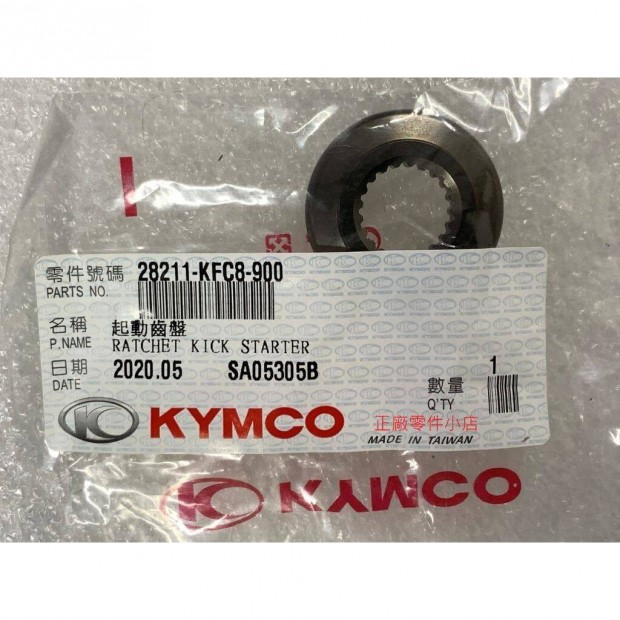 零件號碼 28211-KFC8-900
PARTS NO.
名稱 起動齒盤
P.NAME RATCHET KICK STARTER
日期 2020.05 SA05305B
DATE
數量 1
Q'TY
KYMCO
正廠零件小店
MADE IN TAIWAN
KYMCO